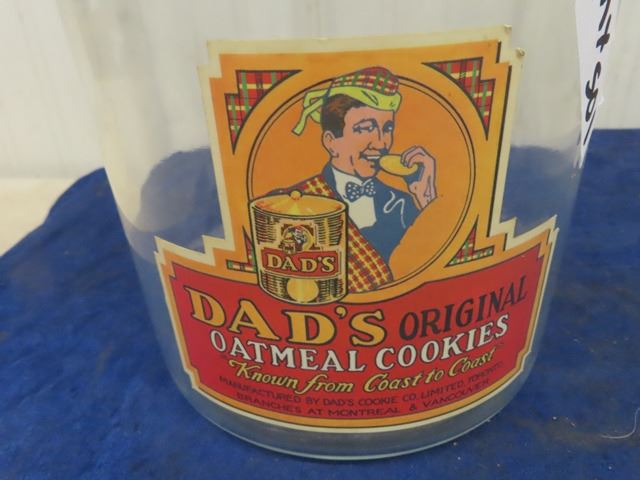 DAD'S
DAD'S ORIGINAL
OATMEAL COOKIES
Known from Coast to Coast
MANUFACTURED BY DAD'S COOKIE CO. LIMITED, TORONTO
BRANCHES AT MONTREAL & VANCOUVER